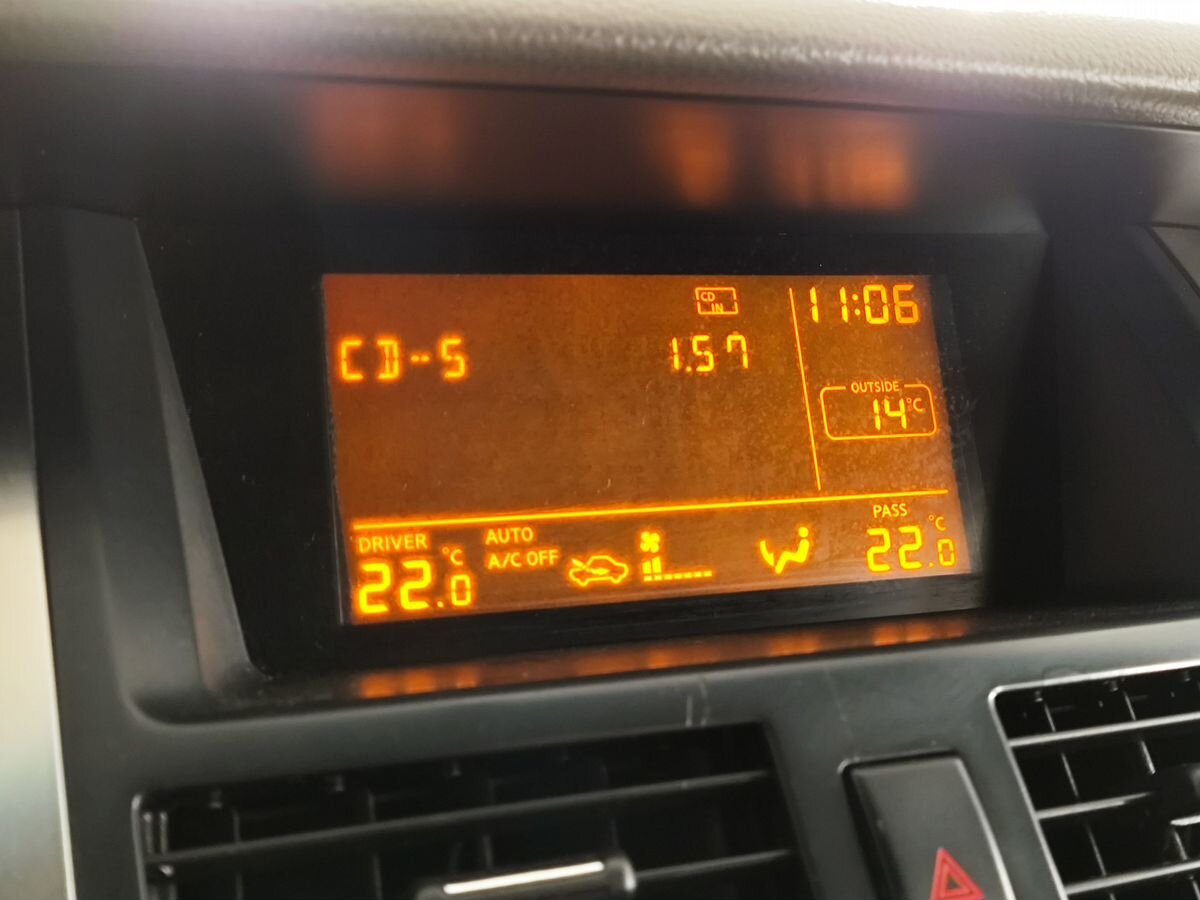 CD IN
11:06
CD-5
1.57
OUTSIDE
14°C
DRIVER
22.0 °C
AUTO
A/C OFF
PASS
22.0 °C